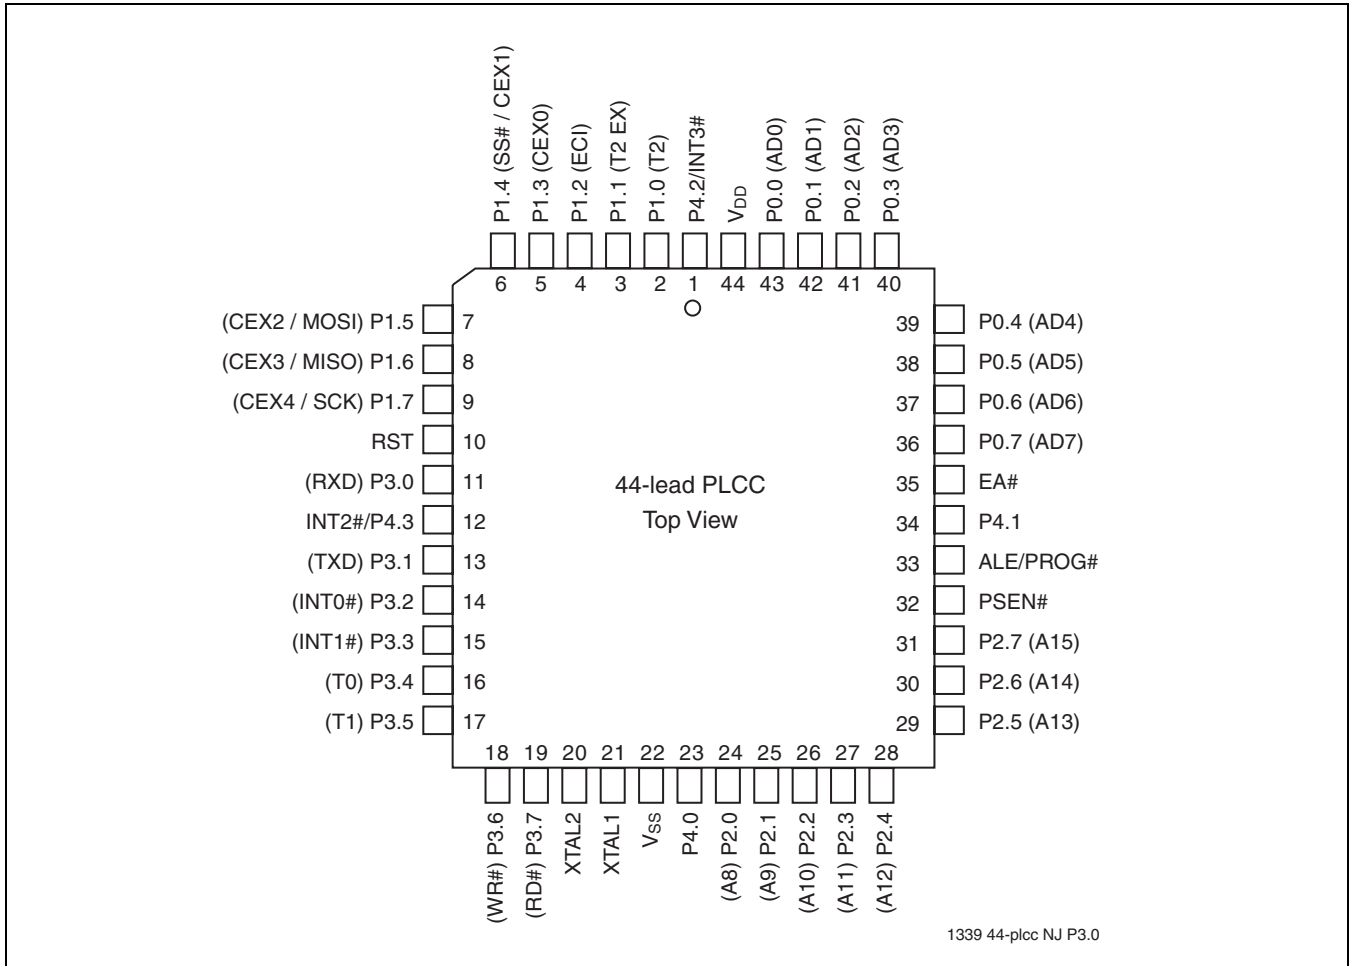 P1.4 (SS# / CEX1)
P1.3 (CEX0)
P1.2 (ECI)
P1.1 (T2 EX)
P1.0 (T2)
P4.2/INT3#
VDD
P0.0 (AD0)
P0.1 (AD1)
P0.2 (AD2)
P0.3 (AD3)
6 5 4 3 2 1 44 43 42 41 40
(CEX2 / MOSI) P1.5 7
(CEX3 / MISO) P1.6 8
(CEX4 / SCK) P1.7 9
RST 10
(RXD) P3.0 11
INT2#/P4.3 12
(TXD) P3.1 13
(INT0#) P3.2 14
(INT1#) P3.3 15
(T0) P3.4 16
(T1) P3.5 17
44-lead PLCC
Top View
39 P0.4 (AD4)
38 P0.5 (AD5)
37 P0.6 (AD6)
36 P0.7 (AD7)
35 EA#
34 P4.1
33 ALE/PROG#
32 PSEN#
31 P2.7 (A15)
30 P2.6 (A14)
29 P2.5 (A13)
18 19 20 21 22 23 24 25 26 27 28
(WR#) P3.6
(RD#) P3.7
XTAL2
XTAL1
VSS
P4.0
(A8) P2.0
(A9) P2.1
(A10) P2.2
(A11) P2.3
(A12) P2.4
1339 44-plcc NJ P3.0